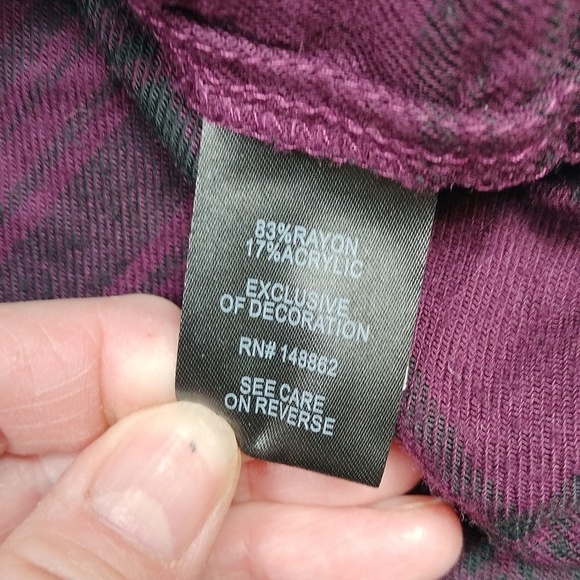 83%RAYON
17%ACRYLIC
EXCLUSIVE
OF DECORATION
RN# 148862
SEE CARE
ON REVERSE